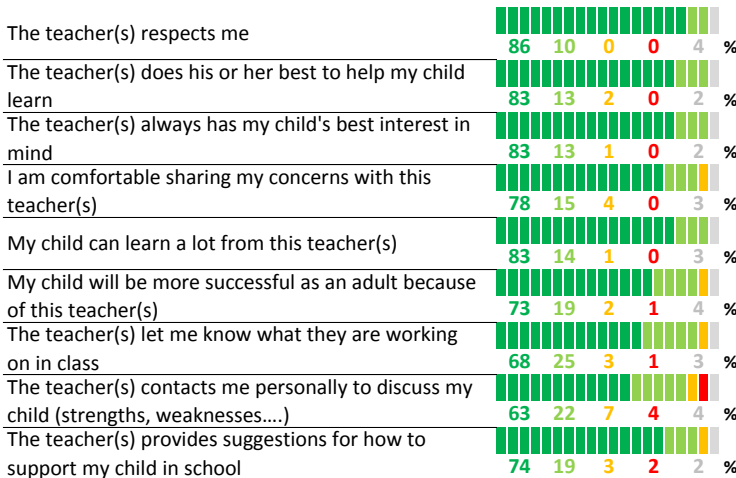 The teacher(s) respects me
86 10 0 0 4 %
The teacher(s) does his or her best to help my child
learn
83 13 2 0 2 %
The teacher(s) always has my child's best interest in
mind
83 13 1 0 2 %
I am comfortable sharing my concerns with this
teacher(s)
78 15 4 0 3 %
My child can learn a lot from this teacher(s)
83 14 1 0 3 %
My child will be more successful as an adult because
of this teacher(s)
73 19 2 1 4 %
The teacher(s) let me know what they are working
on in class
68 25 3 1 3 %
The teacher(s) contacts me personally to discuss my
child (strengths, weaknesses....)
63 22 7 4 4 %
The teacher(s) provides suggestions for how to
support my child in school
74 19 3 2 2 %